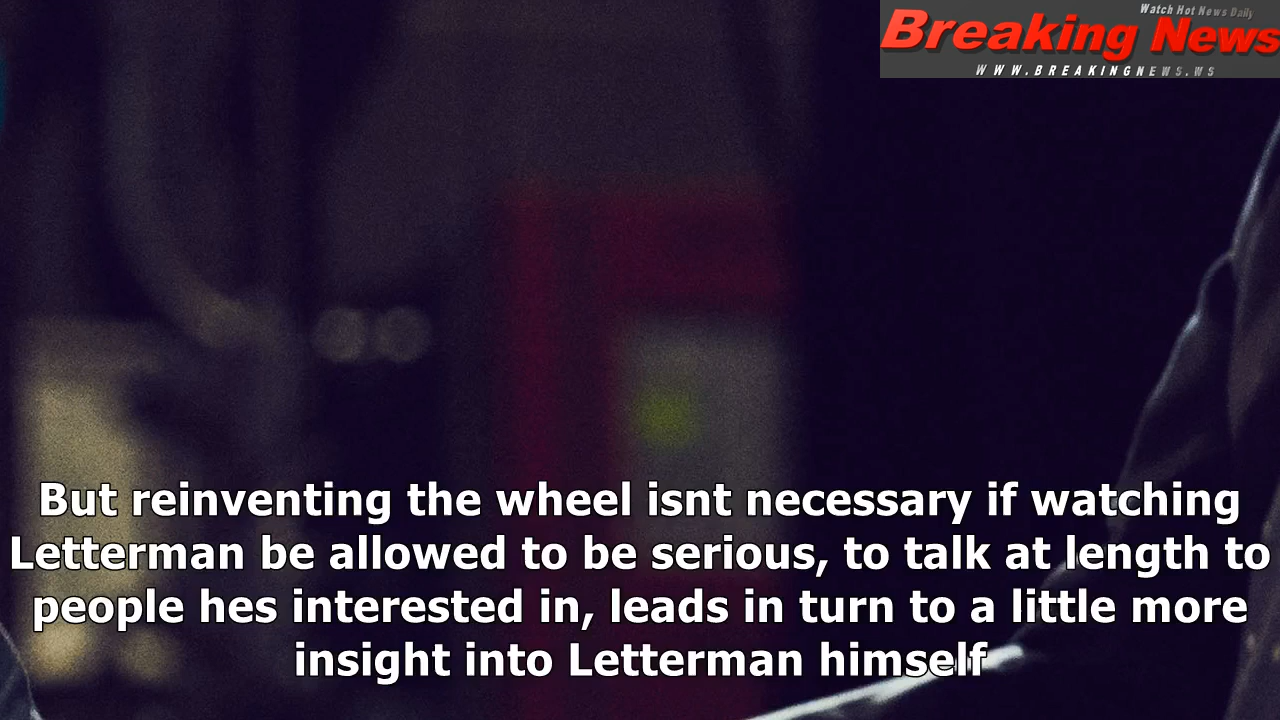 Watch Hot News Daily
Breaking News
WWW.BREAKINGNEWS.WS
But reinventing the wheel isnt necessary if watching
Letterman be allowed to be serious, to talk at length to
people hes interested in, leads in turn to a little more
insight into Letterman himself